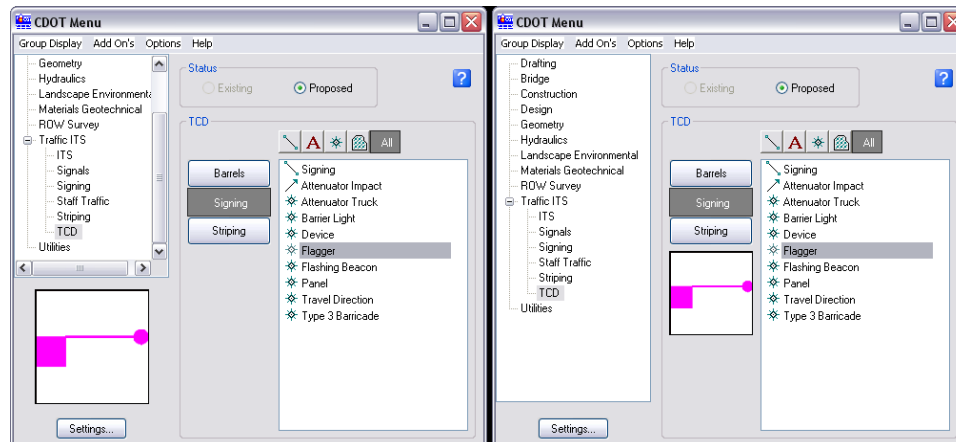 CDOT Menu
Group Display Add On's Options Help
Geometry
Hydraulics
Landscape Environmenta
Materials Geotechnical
ROW Survey
Traffic ITS
ITS
Signals
Signing
Staff Traffic
Striping
TCD
Utilities
Settings...
Status
Existing Proposed
?
TCD
A All
Barrels
Signing
Striping
Signing
Attenuator Impact
Attenuator Truck
Barrier Light
Device
Flagger
Flashing Beacon
Panel
Travel Direction
Type 3 Barricade
CDOT Menu
Group Display Add On's Options Help
Drafting
Bridge
Construction
Design
Geometry
Hydraulics
Landscape Environmental
Materials Geotechnical
ROW Survey
Traffic ITS
ITS
Signals
Signing
Staff Traffic
Striping
TCD
Utilities
Settings...
Status
Existing Proposed
?
TCD
A All
Barrels
Signing
Striping
Signing
Attenuator Impact
Attenuator Truck
Barrier Light
Device
Flagger
Flashing Beacon
Panel
Travel Direction
Type 3 Barricade